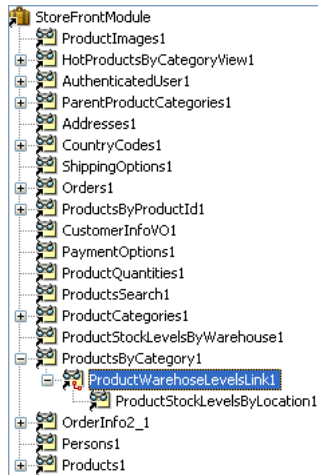 StoreFrontModule
ProductImages1
HotProductsByCategoryView1
AuthenticatedUser1
ParentProductCategories1
Addresses1
CountryCodes1
ShippingOptions1
Orders1
ProductsByProductId1
CustomerInfoVO1
PaymentOptions1
ProductQuantities1
ProductsSearch1
ProductCategories1
ProductStockLevelsByWarehouse1
ProductsByCategory1
ProductWarehoseLevelsLink1
ProductStockLevelsByLocation1
OrderInfo2_1
Persons1
Products1